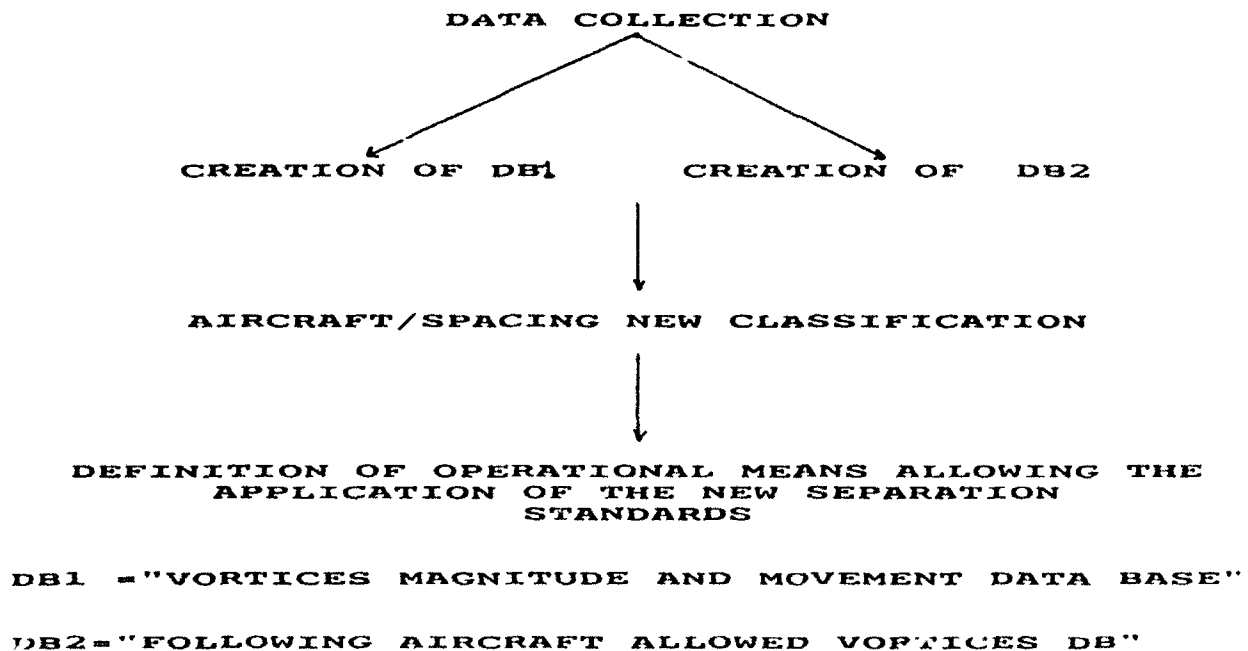 DATA COLLECTION
CREATION OF DB1 CREATION OF DB2
AIRCRAFT/SPACING NEW CLASSIFICATION
DEFINITION OF OPERATIONAL MEANS ALLOWING THE
APPLICATION OF THE NEW SEPARATION
STANDARDS
DB1 ="VORTICES MAGNITUDE AND MOVEMENT DATA BASE"
DB2="FOLLOWING AIRCRAFT ALLOWED VORTICES DB"